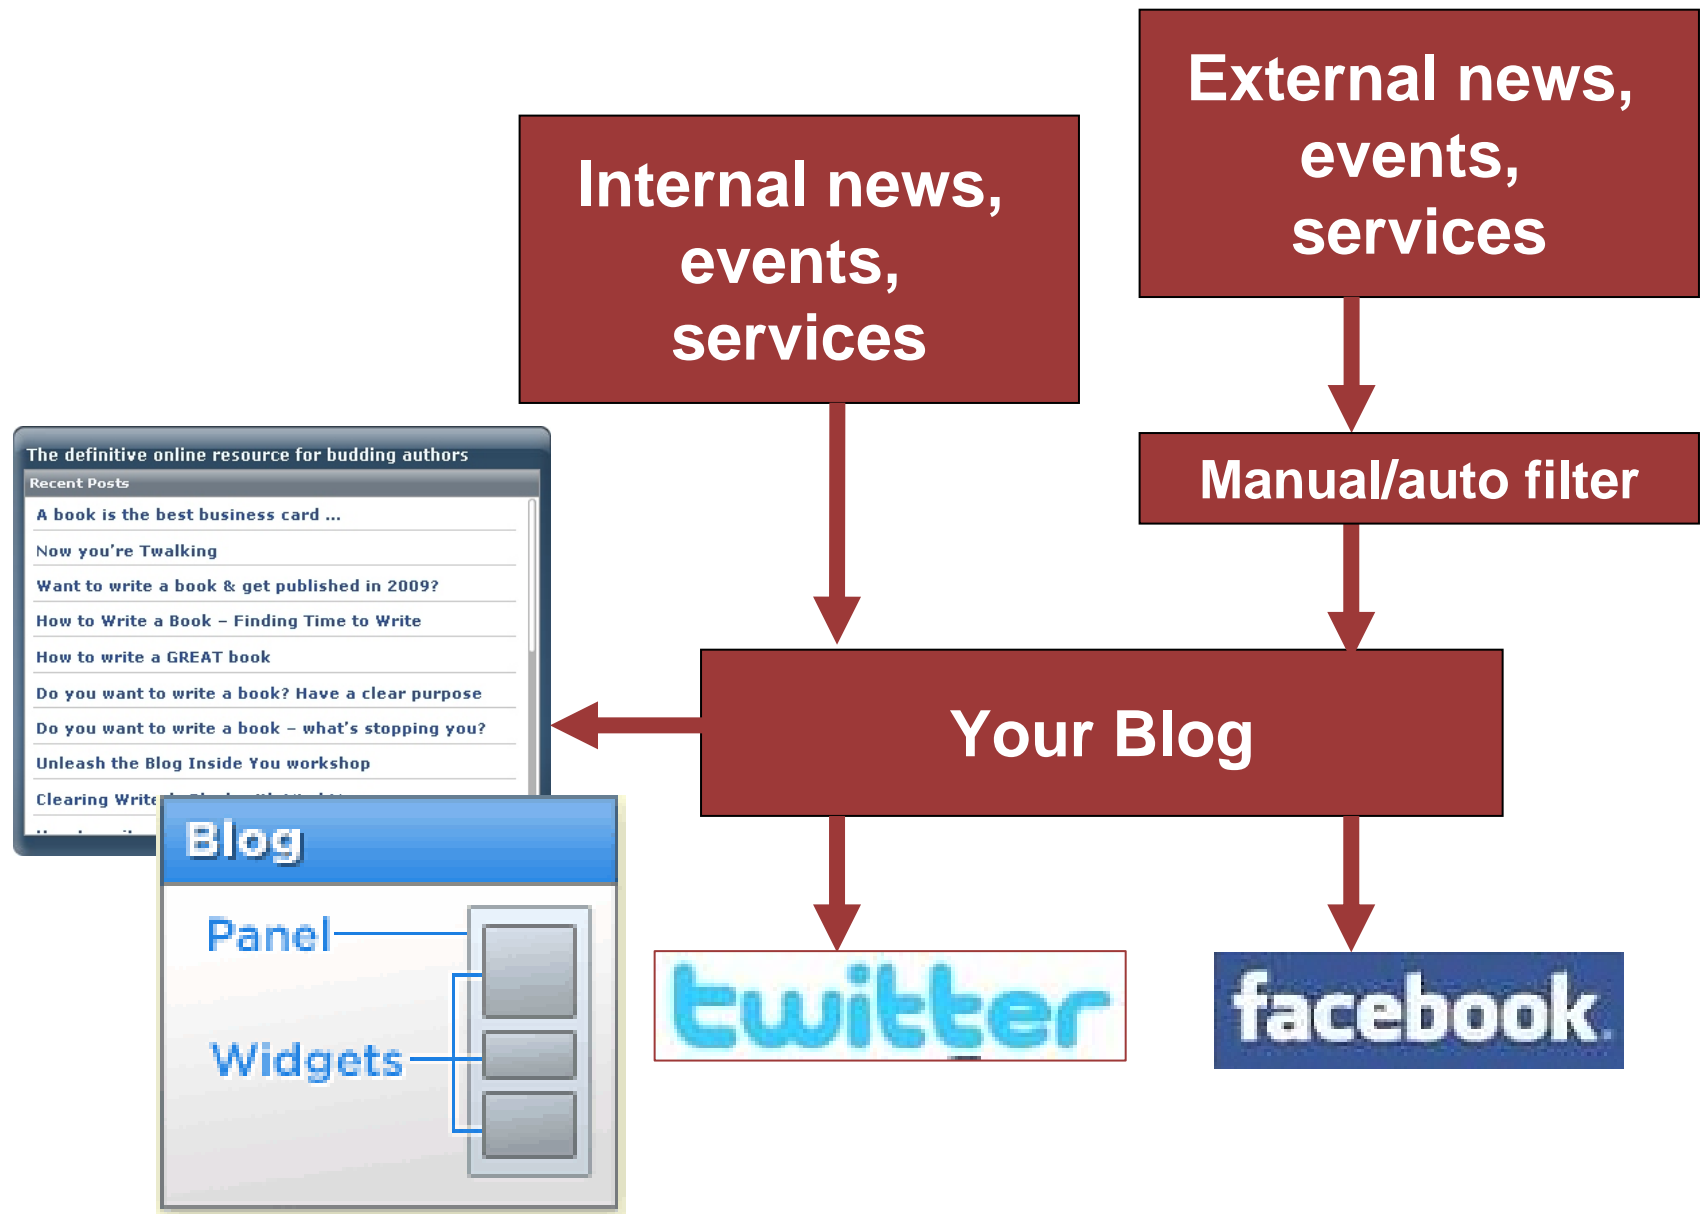 External news,
events,
services
Internal news,
events,
services
Manual/auto filter
The definitive online resource for budding authors
Recent Posts
A book is the best business card ...
Now you're Twalking
Want to write a book & get published in 2009?
How to Write a Book – Finding Time to Write
How to write a GREAT book
Do you want to write a book? Have a clear purpose
Do you want to write a book – what's stopping you?
Unleash the Blog Inside You workshop
Clearing
Your Blog
Blog
Panel
Widgets
twitter
facebook